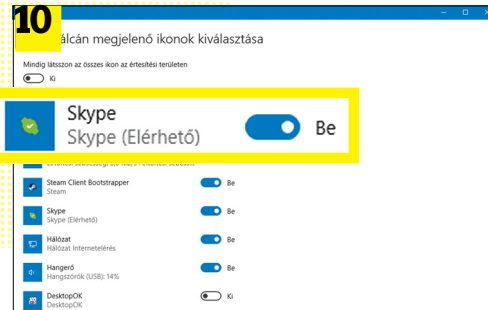 10
álcán megjelenő ikonok kiválasztása
Mindig látsszon az összes ikon az értesítési területen
Ki
Skype
Skype (Elérhető)
Be
Steam Client Bootstrapper
Steam
Be
Skype
Skype (Elérhető)
Be
Hálózat
Hálózat Internetelérés
Be
Hangerő
Hangszórók (USB): 14%
Be
DesktopOK
DesktopOK
Ki